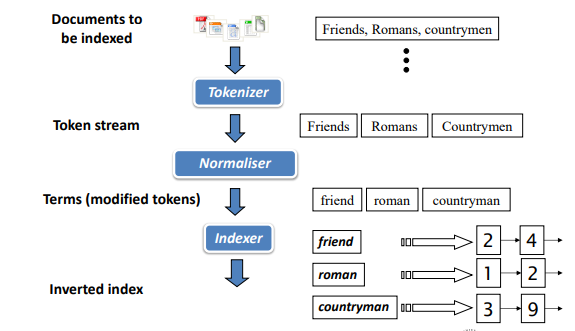 Documents to
be indexed
Friends, Romans, countrymen
Tokenizer
Token stream
Friends Romans Countrymen
Normaliser
Terms (modified tokens)
friend roman countryman
Indexer
friend 2 4
roman 1 2
Inverted index
countryman 3 9